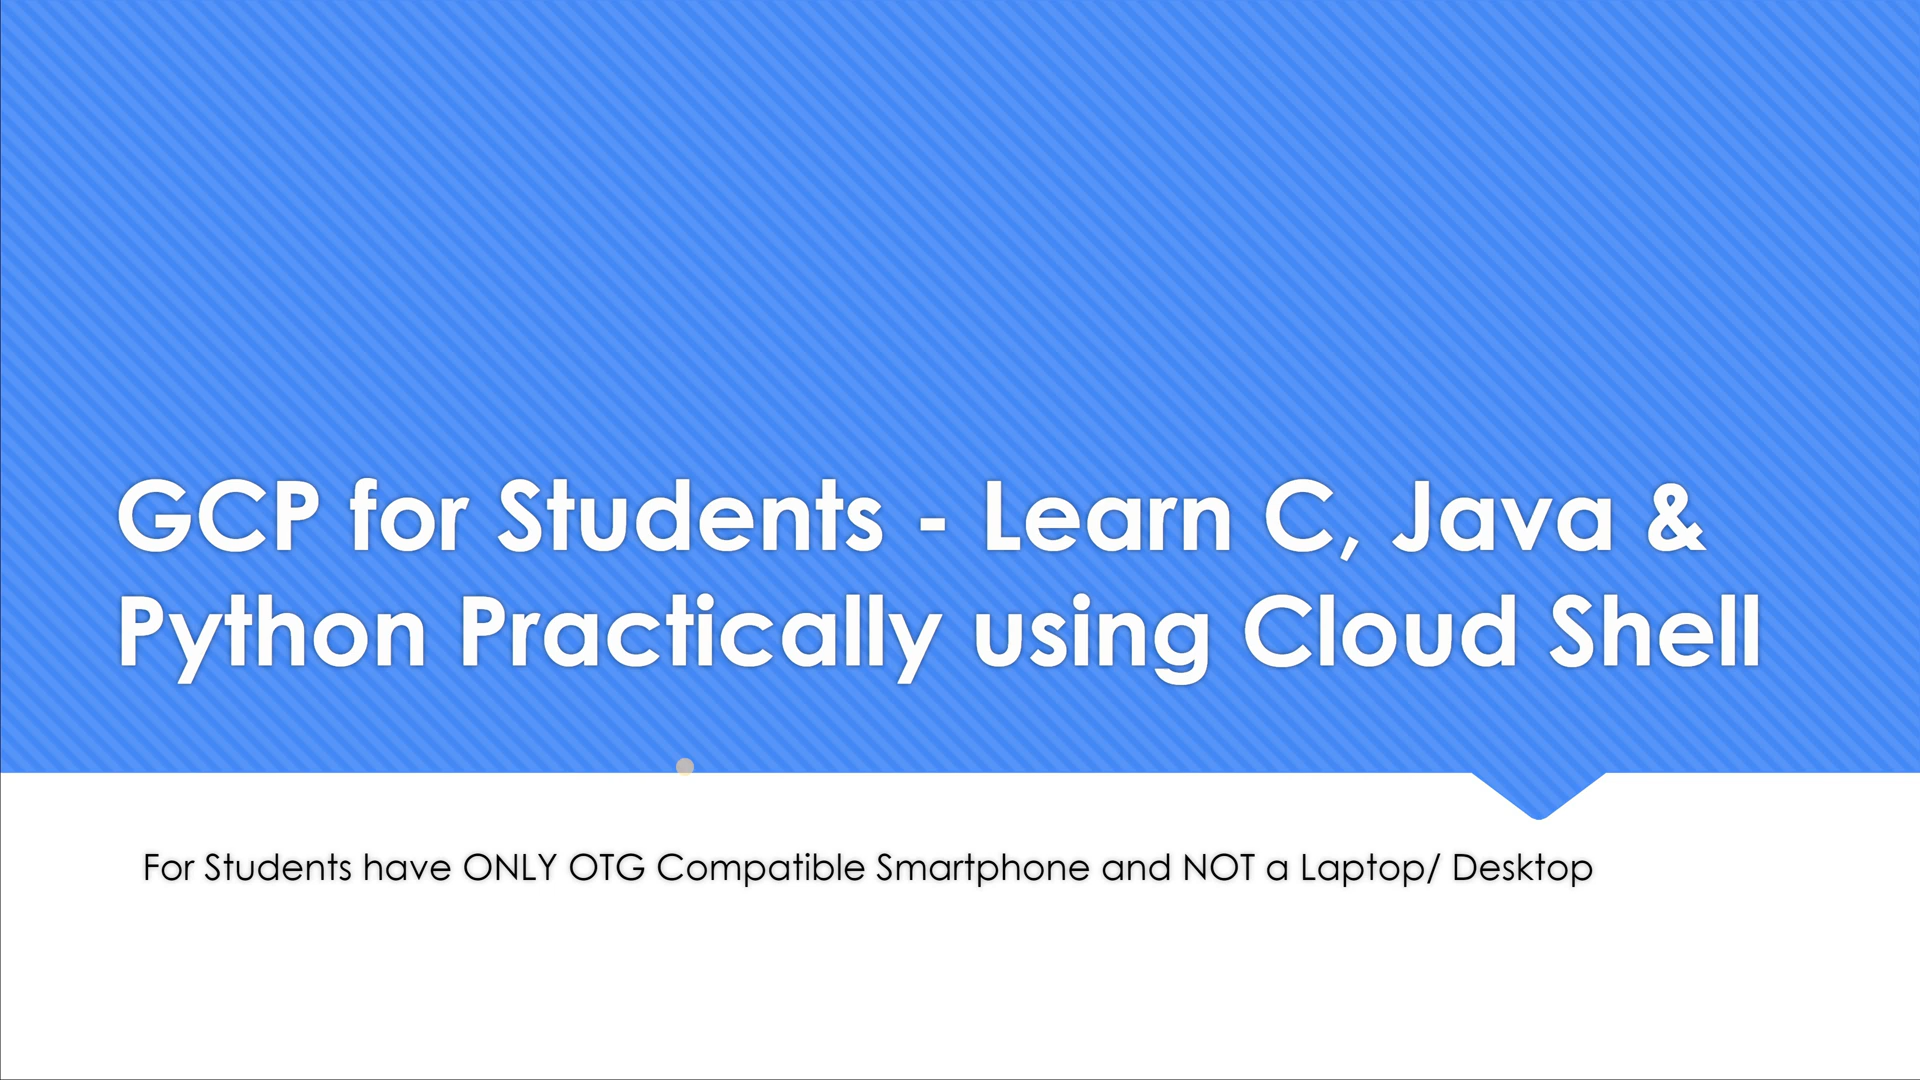 GCP for Students - Learn C, Java &
Python Practically using Cloud Shell
For Students have ONLY OTG Compatible Smartphone and NOT a Laptop/ Desktop